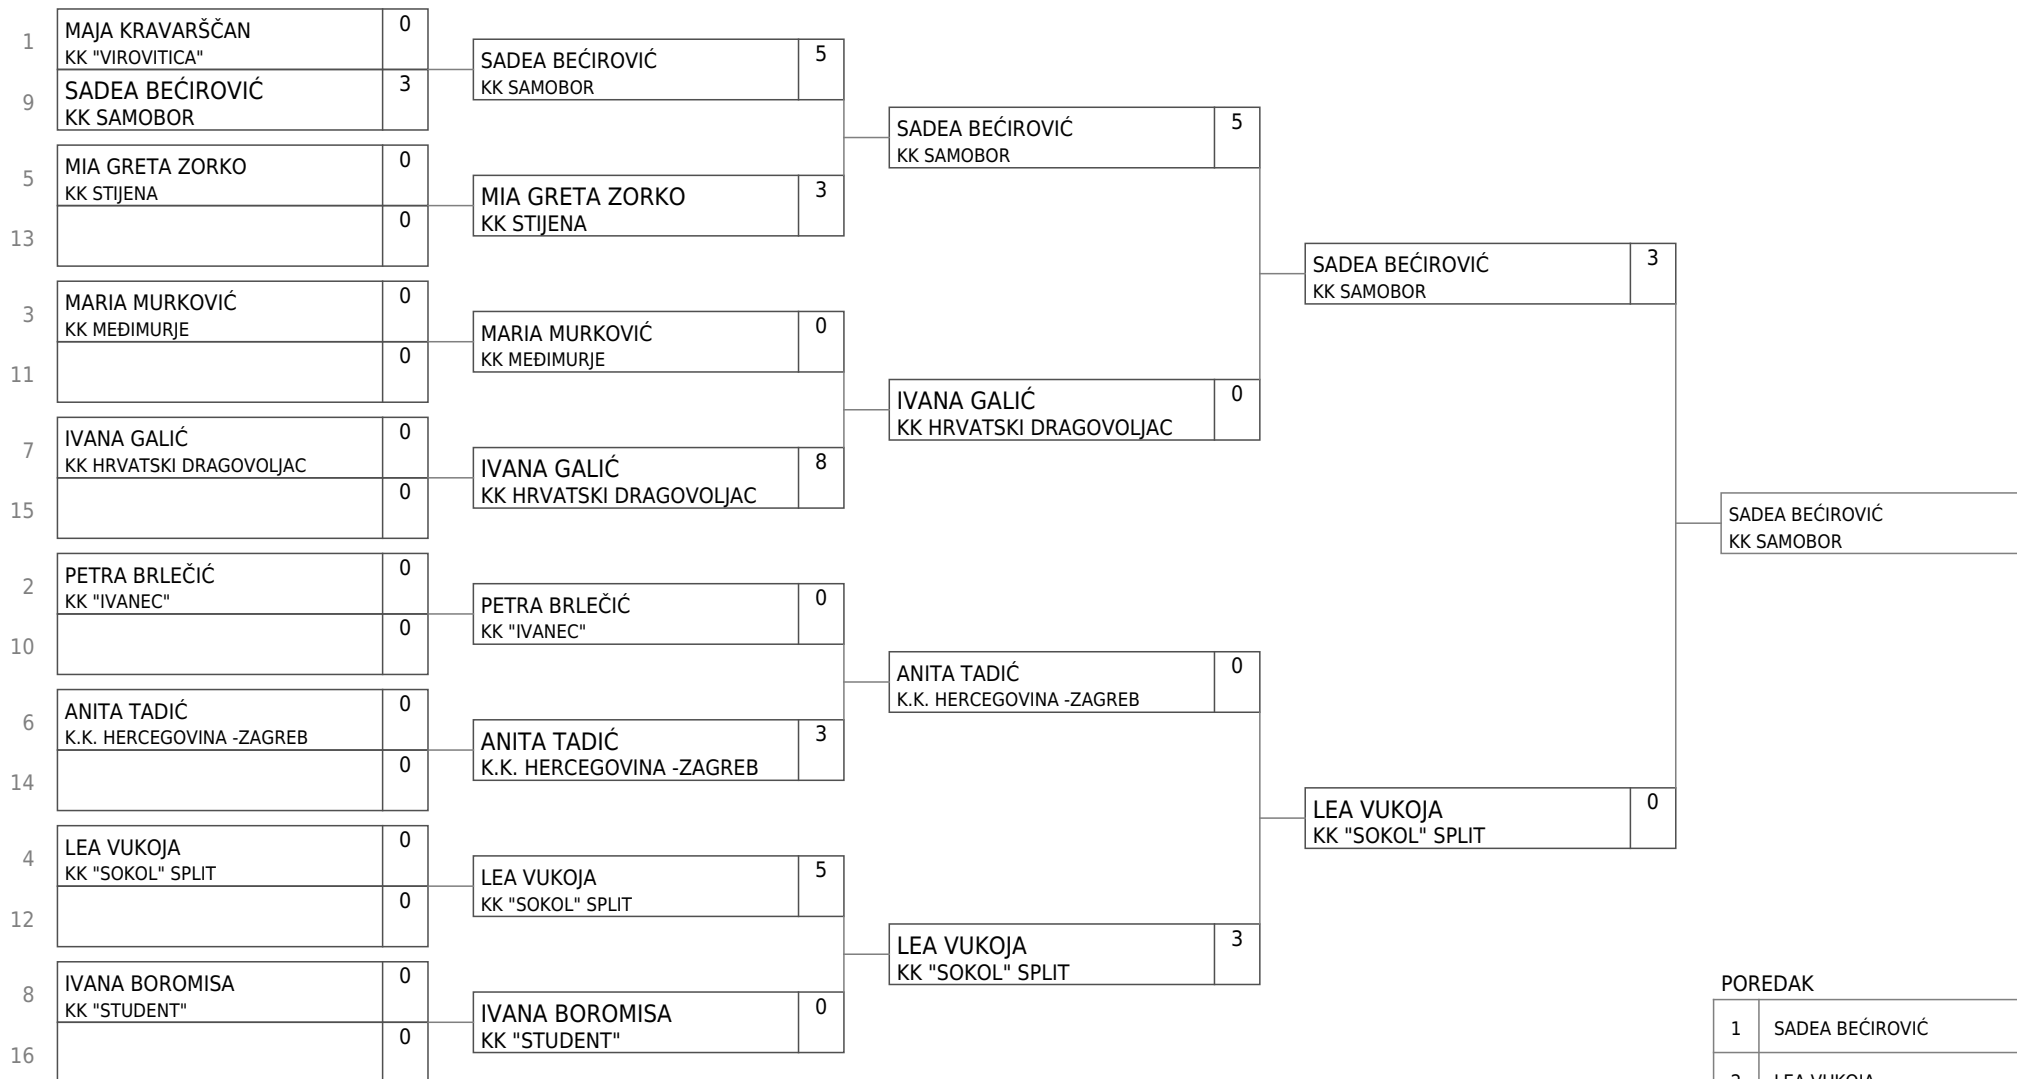 1
MAJA KRAVARŠČAN
KK "VIROVITICA"
0
9
SADEA BEĆIROVIĆ
KK SAMOBOR
3
5
MIA GRETA ZORKO
KK STIJENA
0
13
0
3
MARIA MURKOVIĆ
KK MEĐIMURJE
0
11
0
7
IVANA GALIĆ
KK HRVATSKI DRAGOVOLJAC
0
15
0
2
PETRA BRLEČIĆ
KK "IVANEC"
0
10
0
6
ANITA TADIĆ
K.K. HERCEGOVINA -ZAGREB
0
14
0
4
LEA VUKOJA
KK "SOKOL" SPLIT
0
12
0
8
IVANA BOROMISA
KK "STUDENT"
0
16
0
SADEA BEĆIROVIĆ
KK SAMOBOR
5
MIA GRETA ZORKO
KK STIJENA
3
MARIA MURKOVIĆ
KK MEĐIMURJE
0
IVANA GALIĆ
KK HRVATSKI DRAGOVOLJAC
8
PETRA BRLEČIĆ
KK "IVANEC"
0
ANITA TADIĆ
K.K. HERCEGOVINA -ZAGREB
3
LEA VUKOJA
KK "SOKOL" SPLIT
5
IVANA BOROMISA
KK "STUDENT"
0
SADEA BEĆIROVIĆ
KK SAMOBOR
5
IVANA GALIĆ
KK HRVATSKI DRAGOVOLJAC
0
ANITA TADIĆ
K.K. HERCEGOVINA -ZAGREB
0
LEA VUKOJA
KK "SOKOL" SPLIT
3
SADEA BEĆIROVIĆ
KK SAMOBOR
3
LEA VUKOJA
KK "SOKOL" SPLIT
0
SADEA BEĆIROVIĆ
KK SAMOBOR
POREDAK
1 SADEA BEĆIROVIĆ
2 LEA VUKOJA